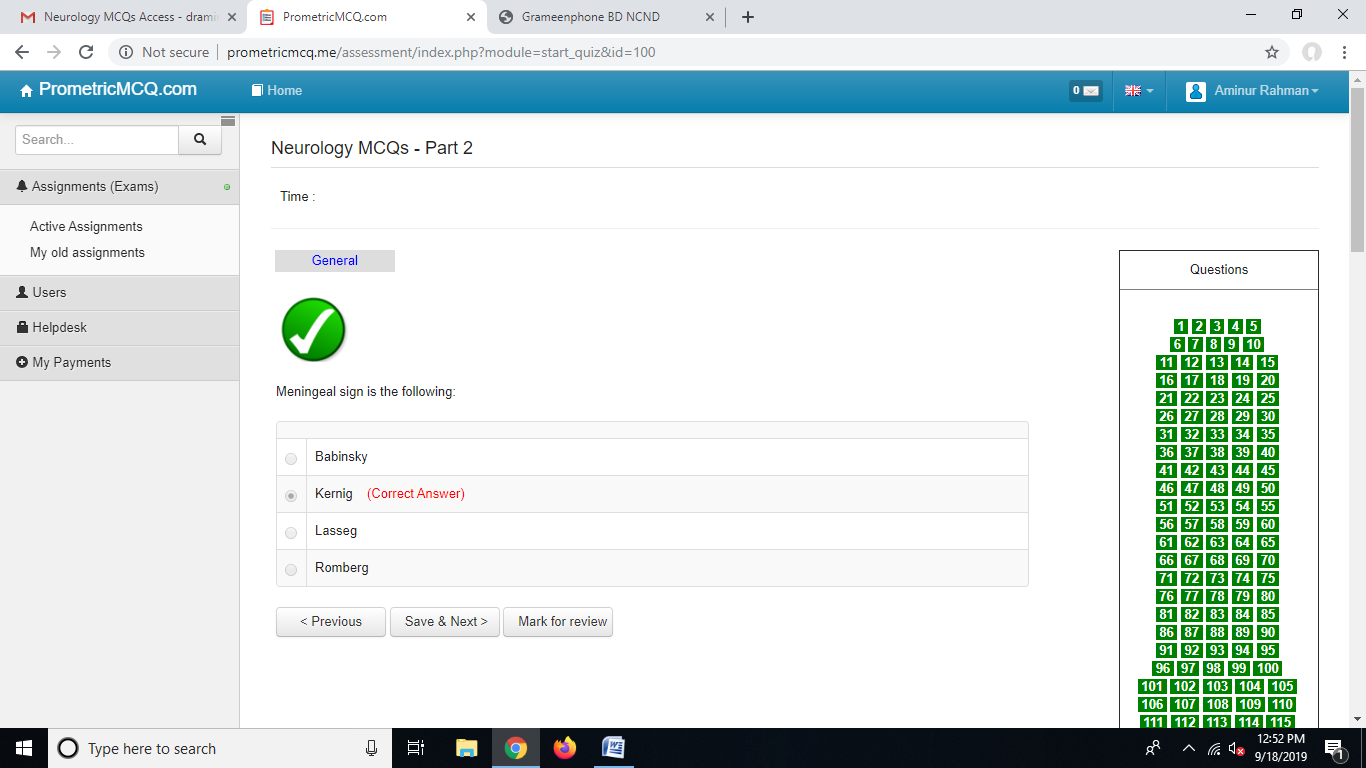 Neurology MCQs Access - drami
PrometricMCQ.com
Grameenphone BD NCND
Not secure
prometricmcq.me/assessment/index.php?module=start_quiz&id=100
PrometricMCQ.com
Home
0
Aminur Rahman
Search...
Neurology MCQs - Part 2
Assignments (Exams)
Time :
Active Assignments
My old assignments
General
Questions
Users
Helpdesk
My Payments
Meningeal sign is the following:
Babinsky
Kernig (Correct Answer)
Lasseg
Romberg
< Previous
Save & Next >
Mark for review
1 2 3 4 5
6 7 8 9 10
11 12 13 14 15
16 17 18 19 20
21 22 23 24 25
26 27 28 29 30
31 32 33 34 35
36 37 38 39 40
41 42 43 44 45
46 47 48 49 50
51 52 53 54 55
56 57 58 59 60
61 62 63 64 65
66 67 68 69 70
71 72 73 74 75
76 77 78 79 80
81 82 83 84 85
86 87 88 89 90
91 92 93 94 95
96 97 98 99 100
101 102 103 104 105
106 107 108 109 110
111 112 113 114 115
Type here to search
12:52 PM
9/18/2019
1